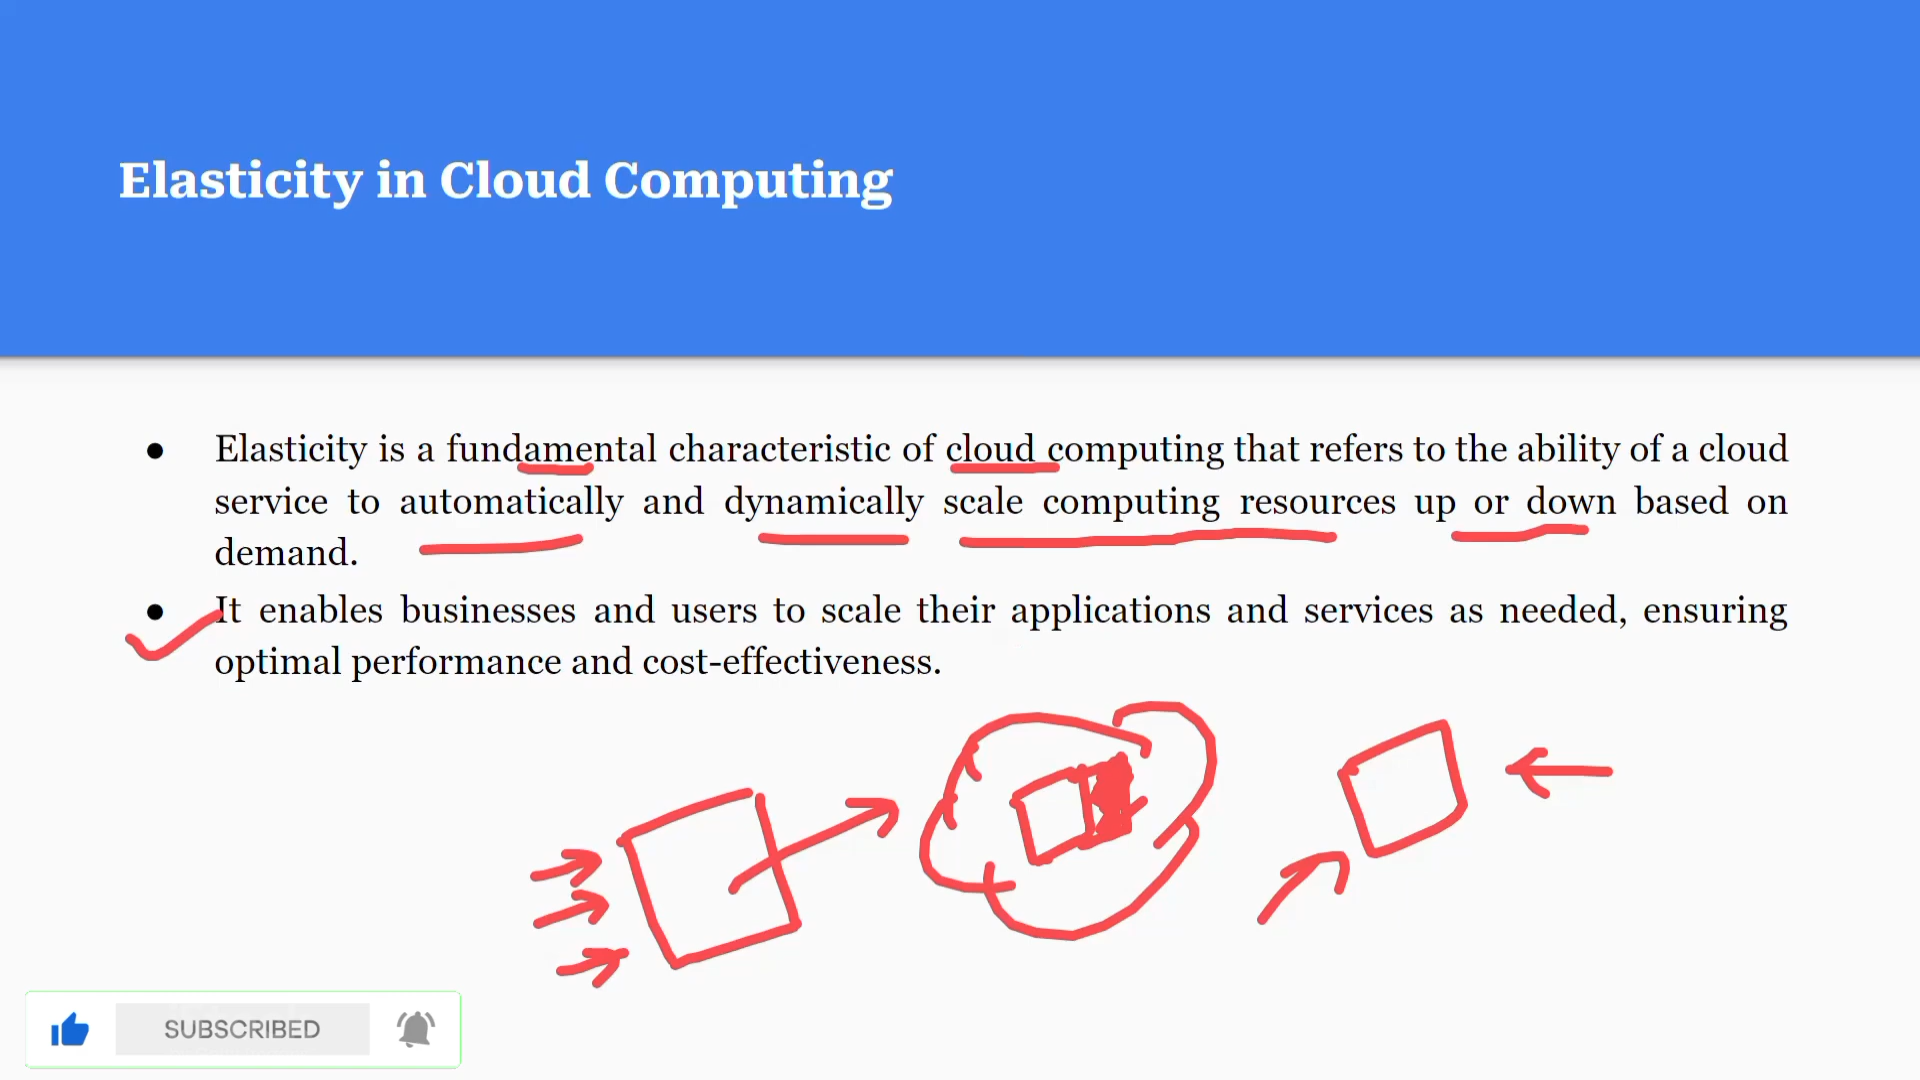 Elasticity in Cloud Computing
● Elasticity is a fundamental characteristic of cloud computing that refers to the ability of a cloud
service to automatically and dynamically scale computing resources up or down based on
demand.
● It enables businesses and users to scale their applications and services as needed, ensuring
optimal performance and cost-effectiveness.
SUBSCRIBED